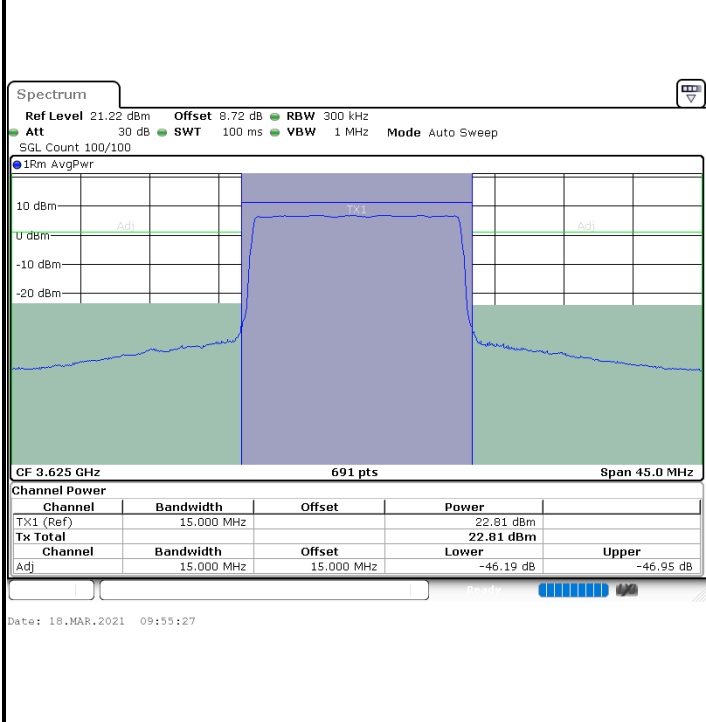 Spectrum
Ref Level 21.22 dBm Offset 8.72 dB RBW 300 kHz
Att 30 dB SWT 100 ms VBW 1 MHz Mode Auto Sweep
SGL Count 100/100
1Rm AvgPwr
TX1
10 dBm
Adj Adj
0 dBm
-10 dBm
-20 dBm
CF 3.625 GHz 691 pts Span 45.0 MHz
Channel Power
Channel Bandwidth Offset Power
TX1 (Ref) 15.000 MHz 22.81 dBm
Tx Total 22.81 dBm
Channel Bandwidth Offset Lower Upper
Adj 15.000 MHz 15.000 MHz -46.19 dB -46.95 dB
Ready
Date: 18.MAR.2021 09:55:27